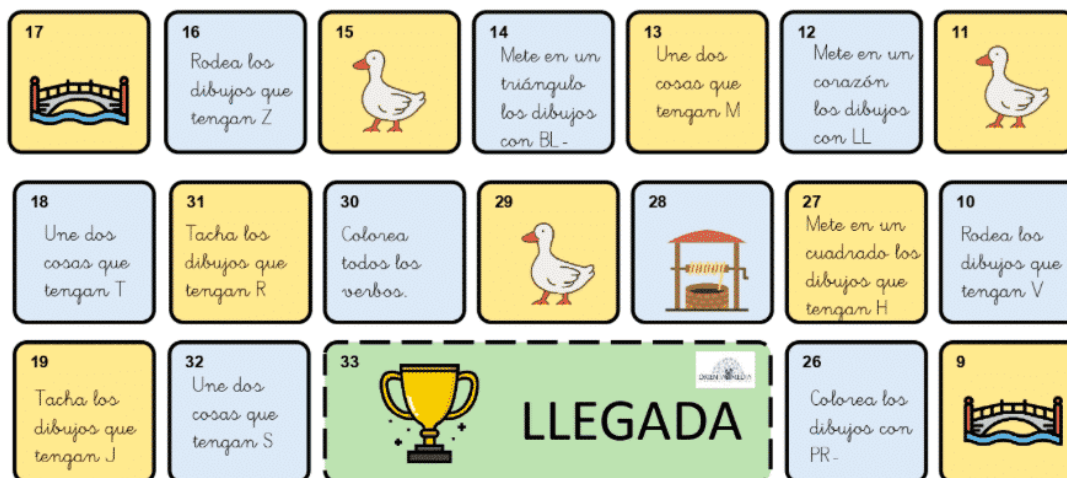 17
16
Rodea los
dibujos que
tengan Z
15
14
Mete en un
triángulo
los dibujos
con BL-
13
Une dos
cosas que
tengan M
12
Mete en un
corazón
los dibujos
con LL
11
18
Une dos
cosas que
tengan T
31
Tacha los
dibujos que
tengan R
30
Colorea
todos los
verbos.
29
28
27
Mete en un
cuadrado los
dibujos que
tengan H
10
Rodea los
dibujos que
tengan V
19
Tacha los
dibujos que
tengan J
32
Une dos
cosas que
tengan S
33
LLEGADA
26
Colorea los
dibujos con
PR-
9